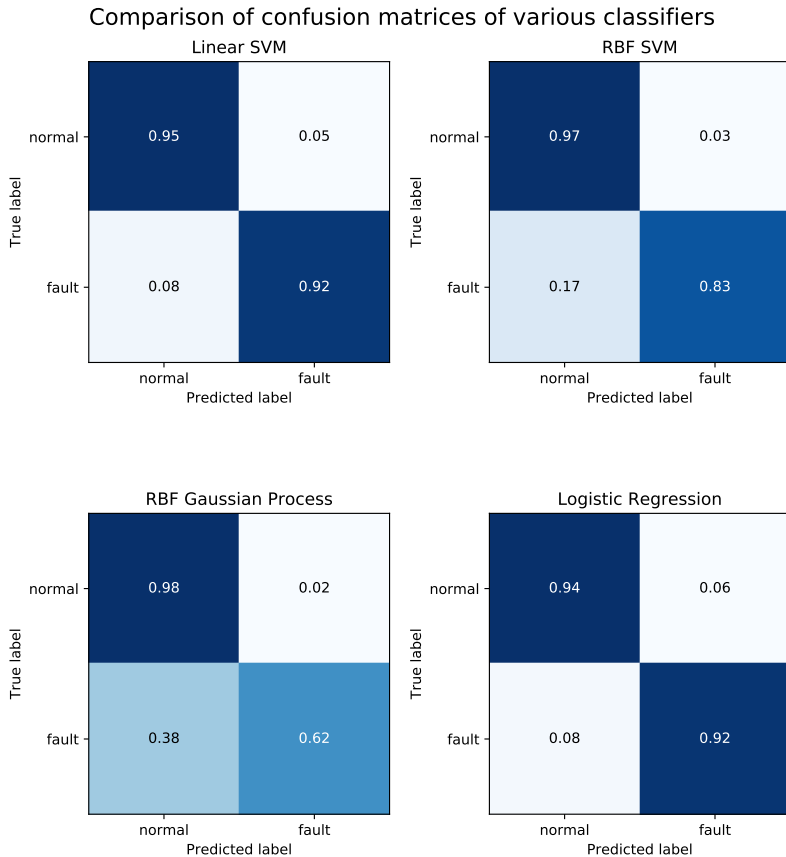 Comparison of confusion matrices of various classifiers
Linear SVM
normal 0.95 0.05
True label
fault 0.08 0.92
normal fault
Predicted label
RBF SVM
normal 0.97 0.03
True label
fault 0.17 0.83
normal fault
Predicted label
RBF Gaussian Process
normal 0.98 0.02
True label
fault 0.38 0.62
normal fault
Predicted label
Logistic Regression
normal 0.94 0.06
True label
fault 0.08 0.92
normal fault
Predicted label